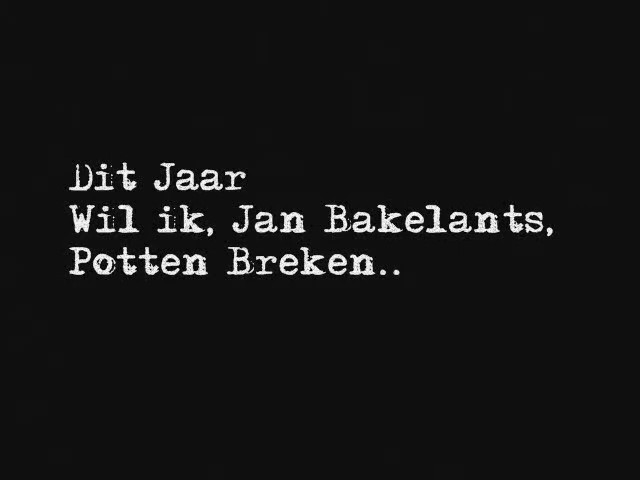 Dit Jaar
Wil ik, Jan Bakelants,
Potten Breken..